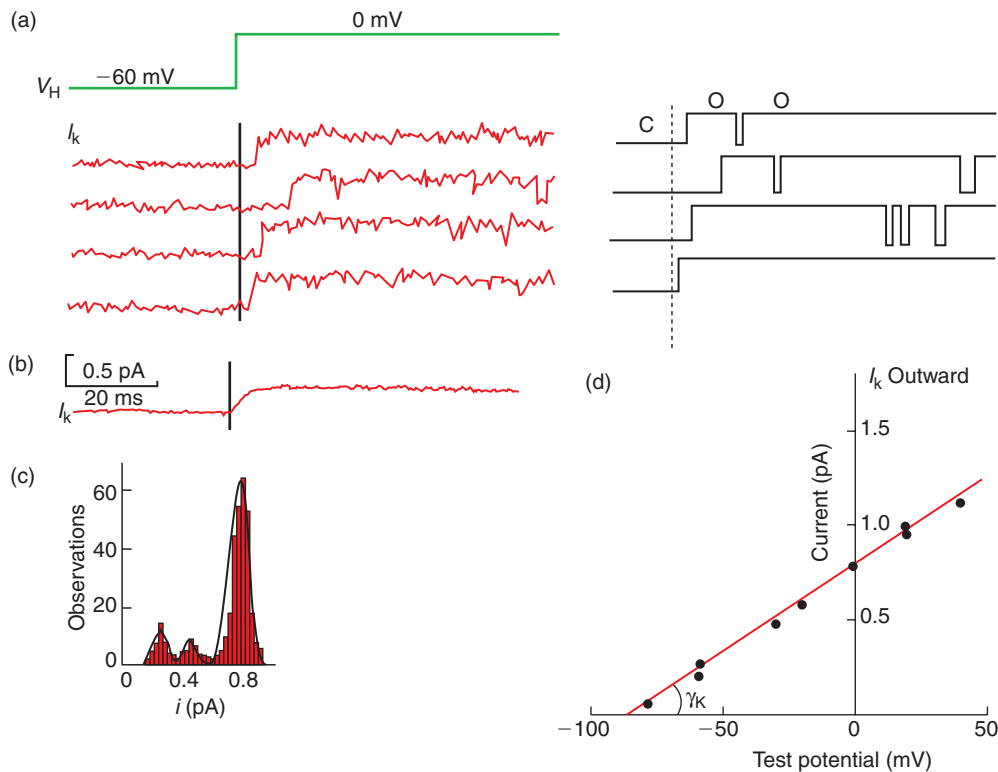 (a)
0 mV
−60 mV
V_H
I_k
C
O
O
(b)
0.5 pA
20 ms
I_k
(c)
60
40
20
0
Observations
0
0.4
0.8
i (pA)
(d)
I_k Outward
1.5
1.0
0.5
Current (pA)
γ_K
−100
−50
0
50
Test potential (mV)